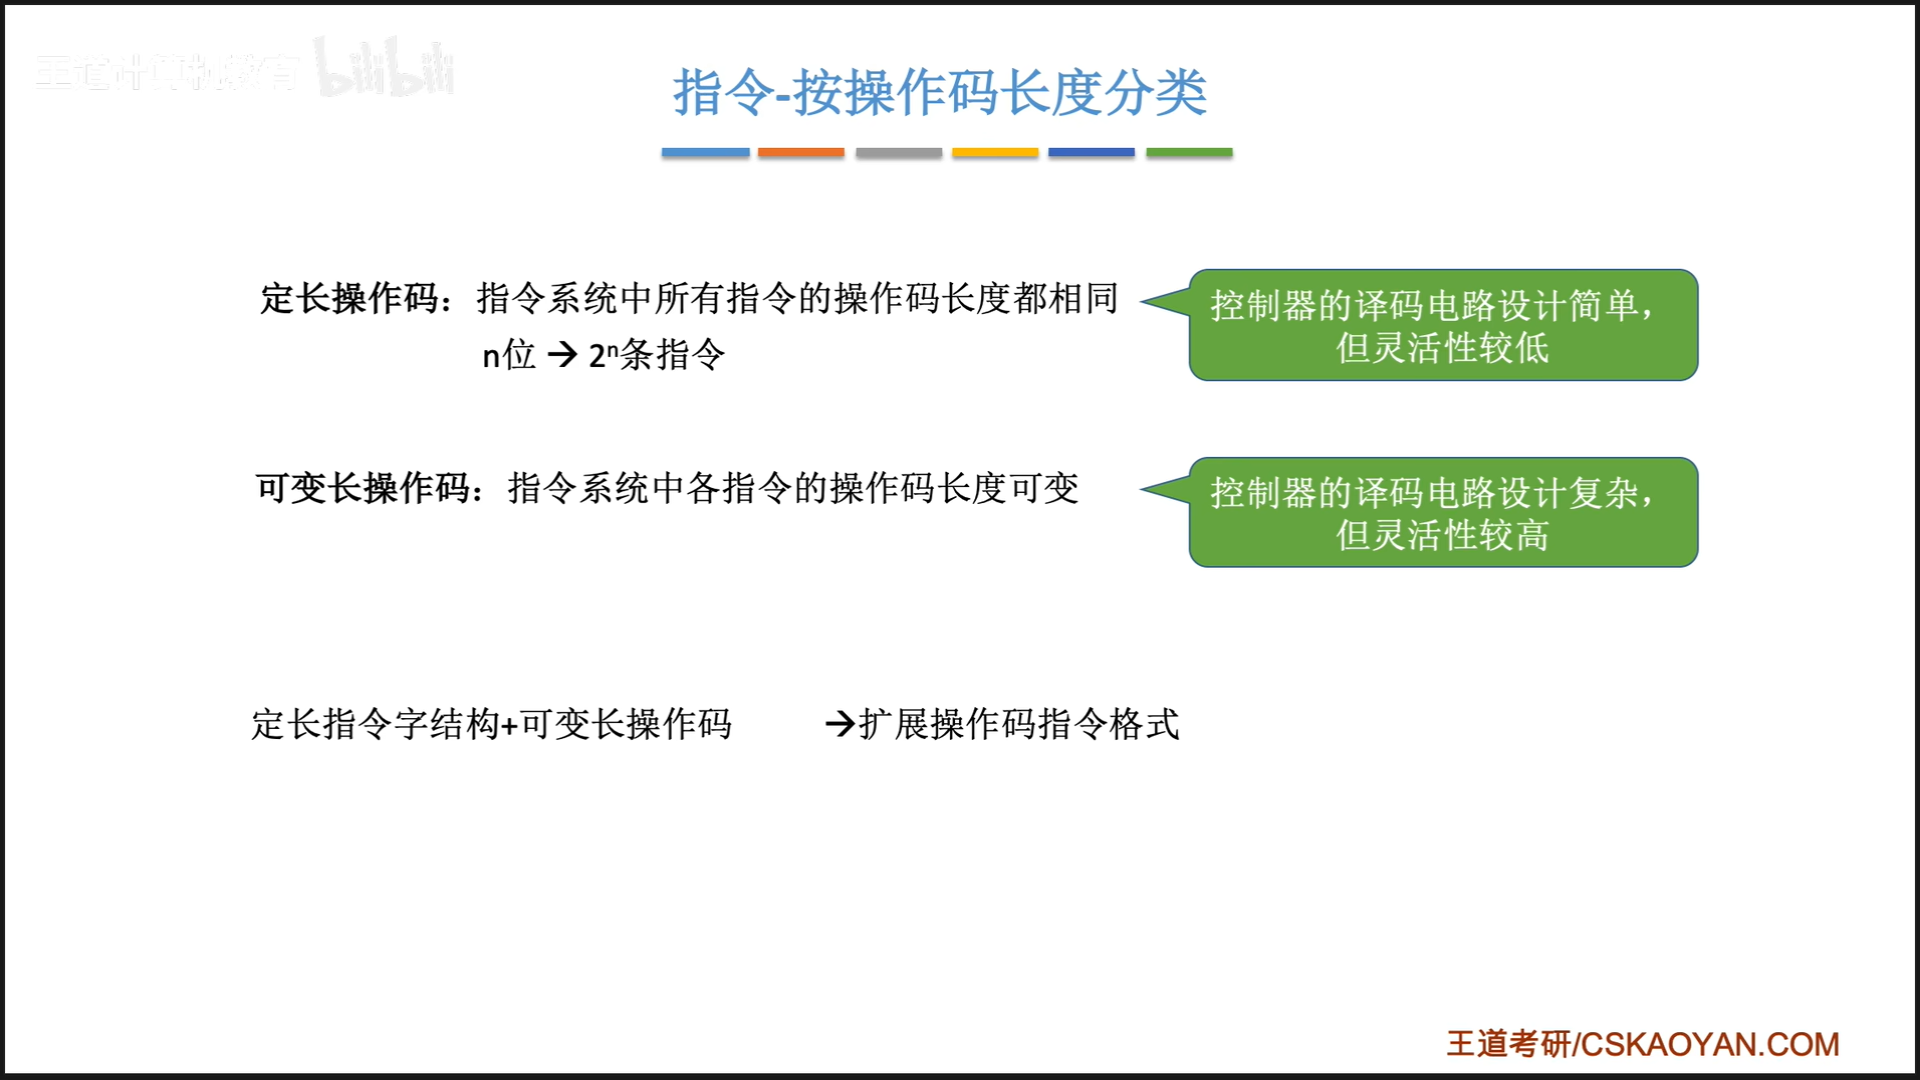 王道计算机教育 bilibili
指令-按操作码长度分类
定长操作码：指令系统中所有指令的操作码长度都相同
n位 → 2ⁿ条指令
控制器的译码电路设计简单，
但灵活性较低
可变长操作码：指令系统中各指令的操作码长度可变
控制器的译码电路设计复杂，
但灵活性较高
定长指令字结构+可变长操作码 →扩展操作码指令格式
王道考研/CSKAOYAN.COM